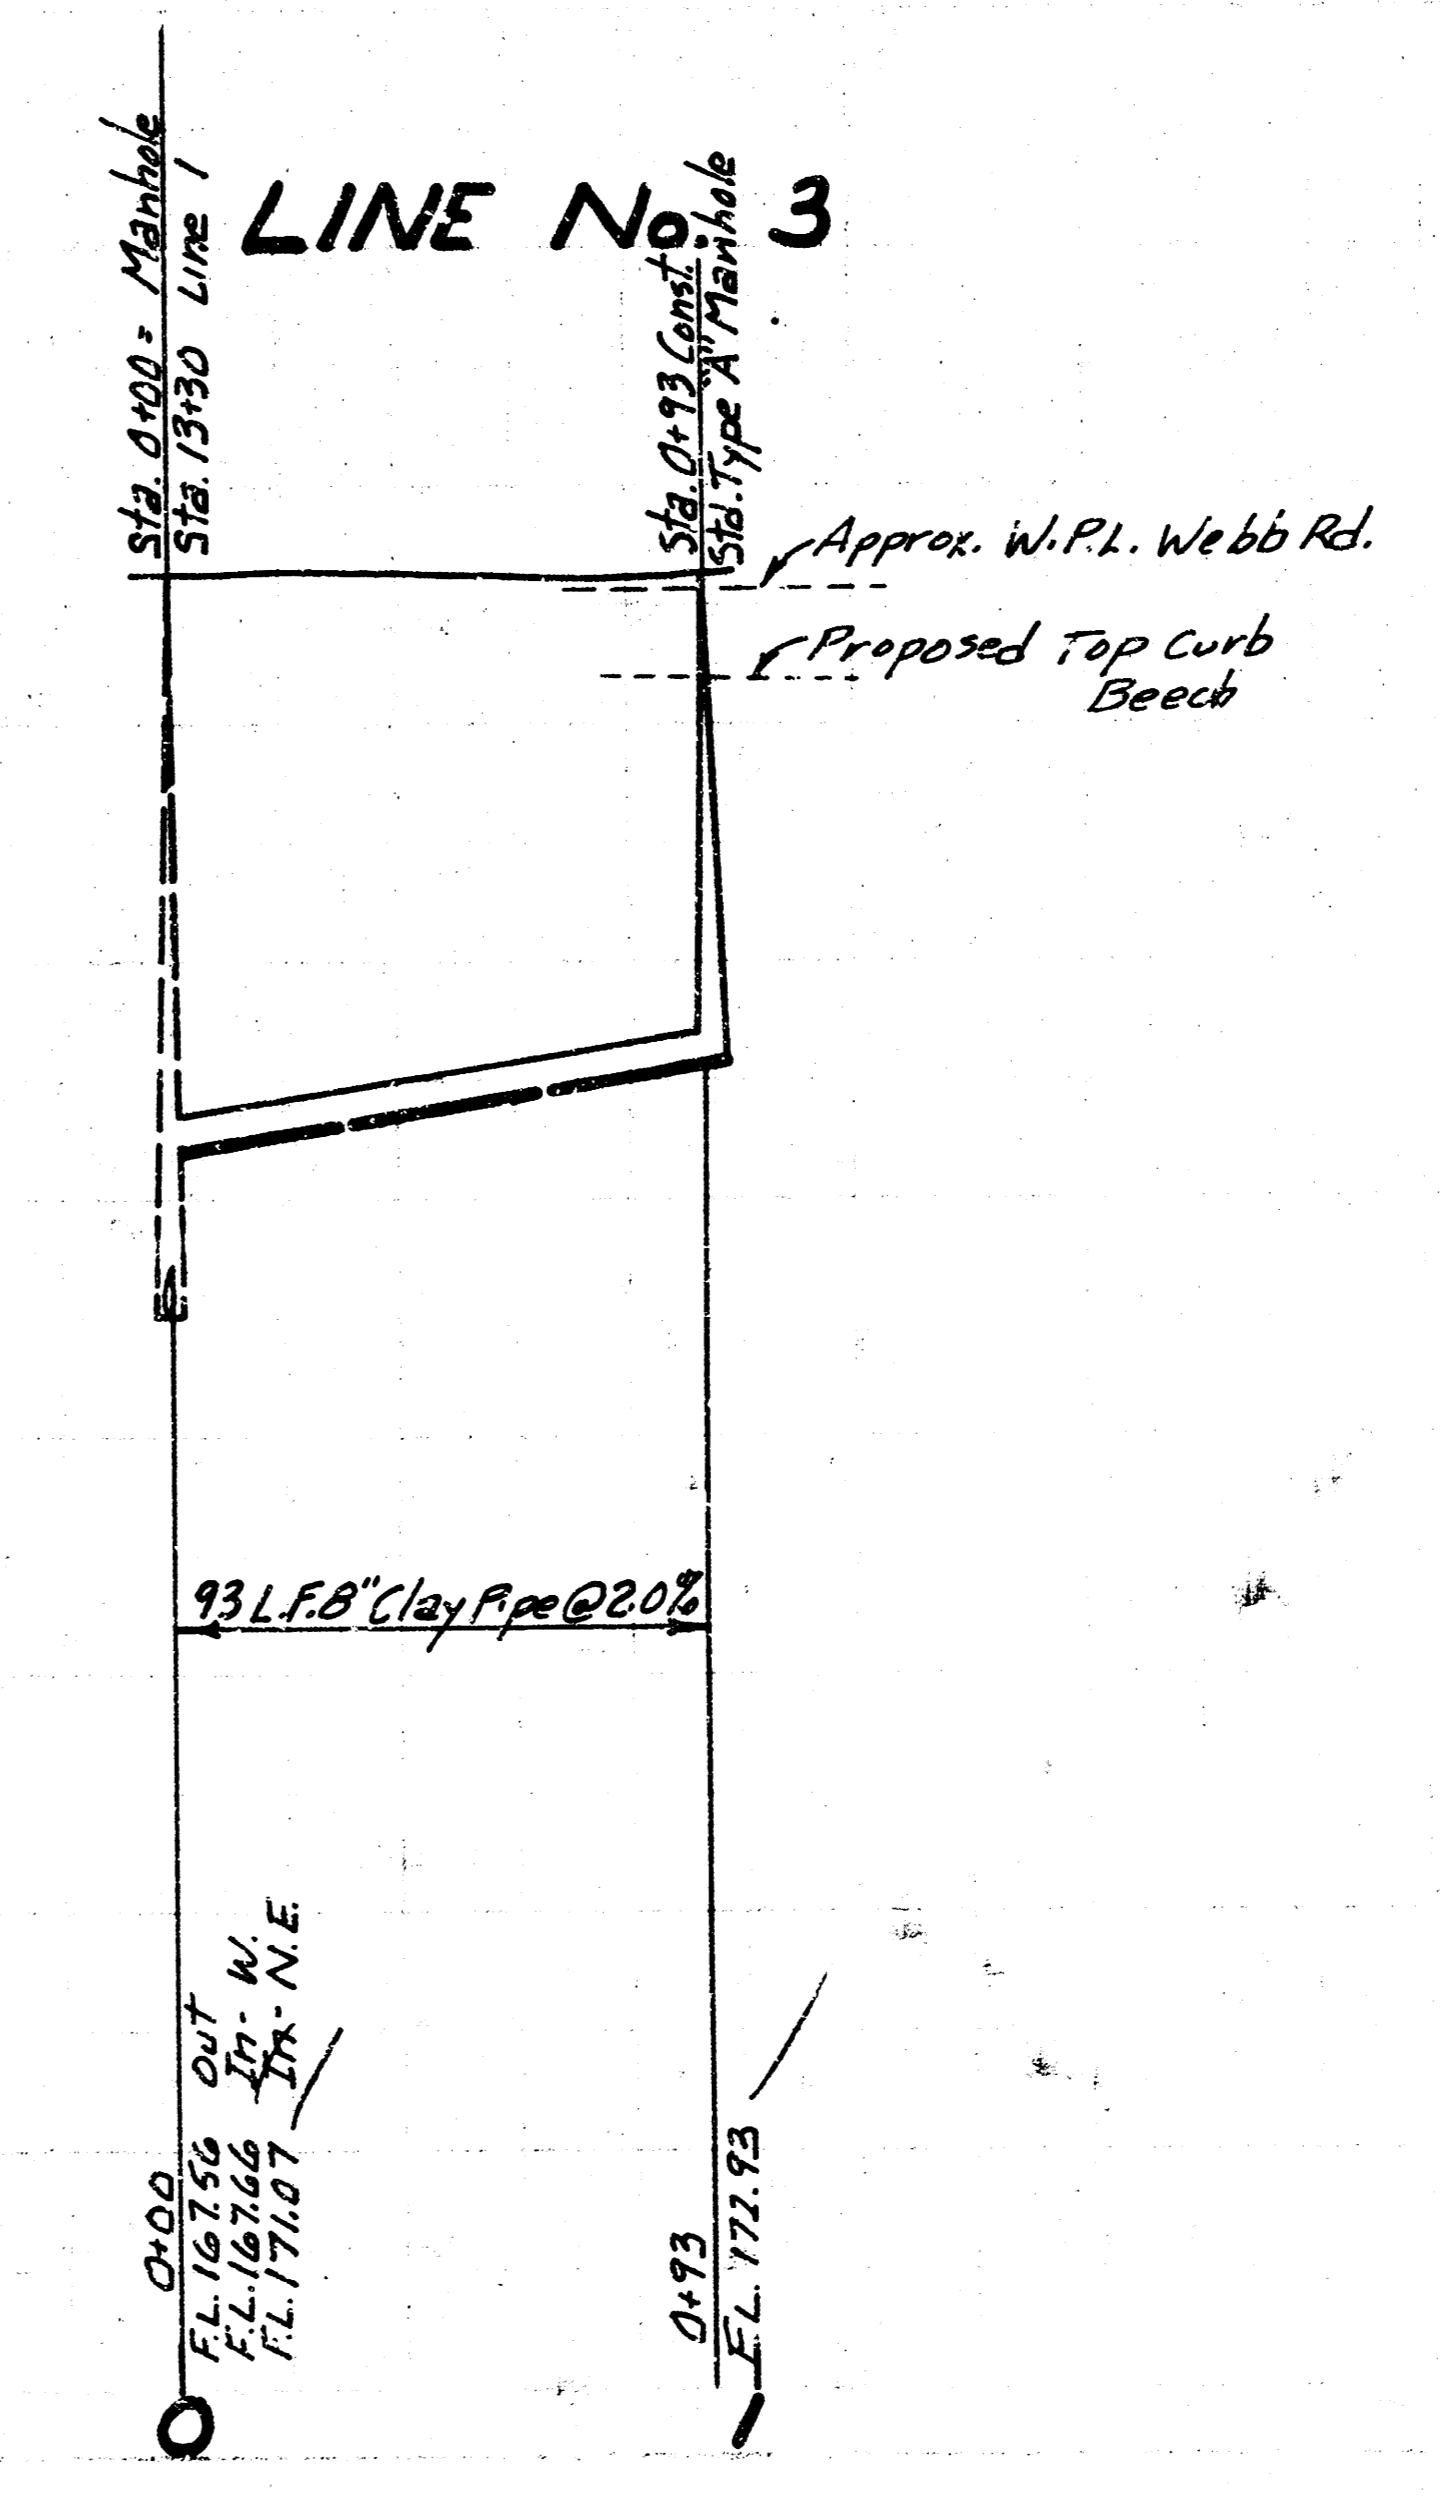 LINE No. 3
Sta. 0+00= Manhole
Sta. 13+30 Line 1
Sta. 0+93 Const.
Std. Type "A" Manhole
Approx. W.P.L. Webb Rd.
Proposed Top Curb
Beech
93 L.F. 8" Clay Pipe @ 2.0%
0+00
F.L. 167.56 OUT
F.L. 167.66 In - W.
F.L. 171.07 In - N.E.
0+93
F.L. 172.93